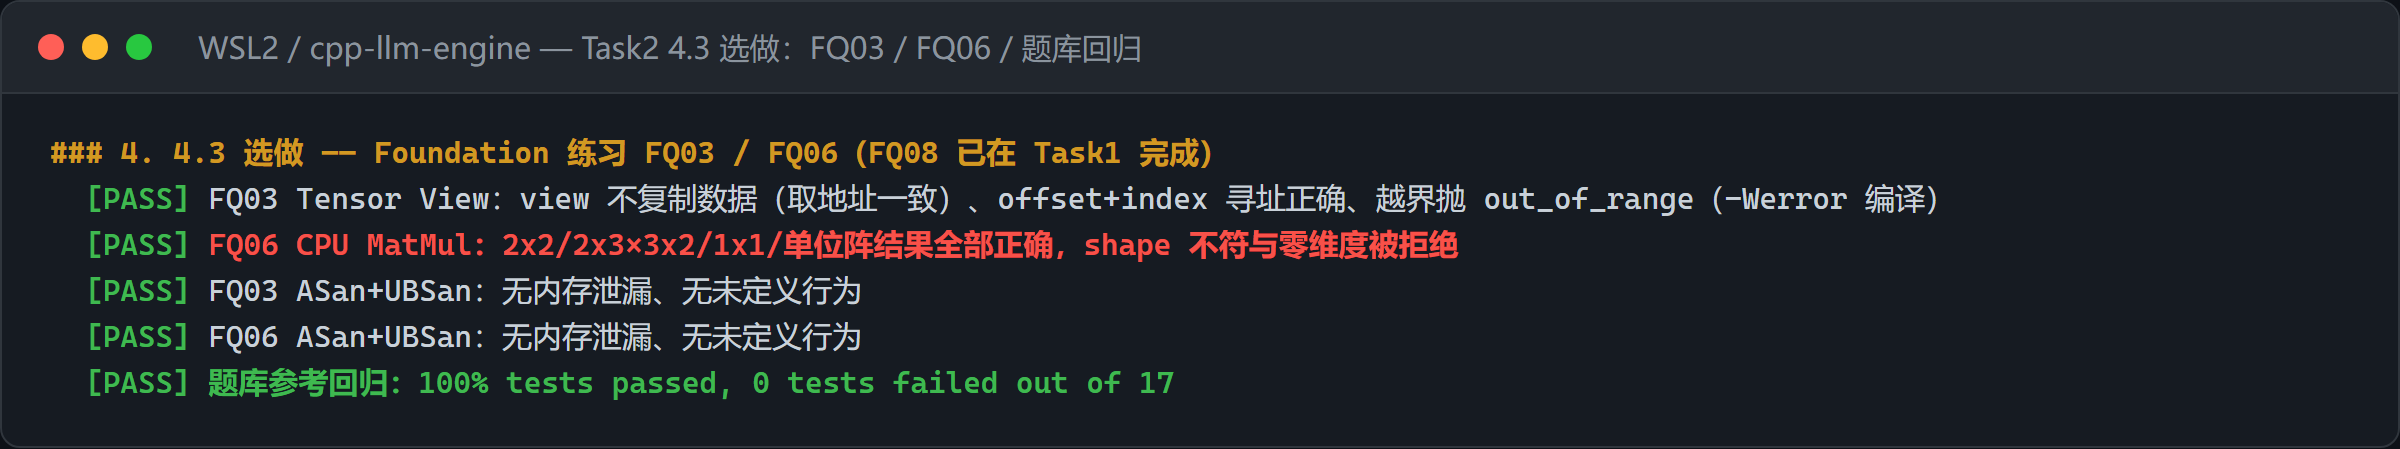 WSL2 / cpp-llm-engine — Task2 4.3 选做：FQ03 / FQ06 / 题库回归
### 4. 4.3 选做 —— Foundation 练习 FQ03 / FQ06（FQ08 已在 Task1 完成）
[PASS] FQ03 Tensor View：view 不复制数据（取地址一致）、offset+index 寻址正确、越界抛 out_of_range（-Werror 编译）
[PASS] FQ06 CPU MatMul：2x2/2x3×3x2/1x1/单位阵结果全部正确，shape 不符与零维度被拒绝
[PASS] FQ03 ASan+UBSan：无内存泄漏、无未定义行为
[PASS] FQ06 ASan+UBSan：无内存泄漏、无未定义行为
[PASS] 题库参考回归：100% tests passed, 0 tests failed out of 17